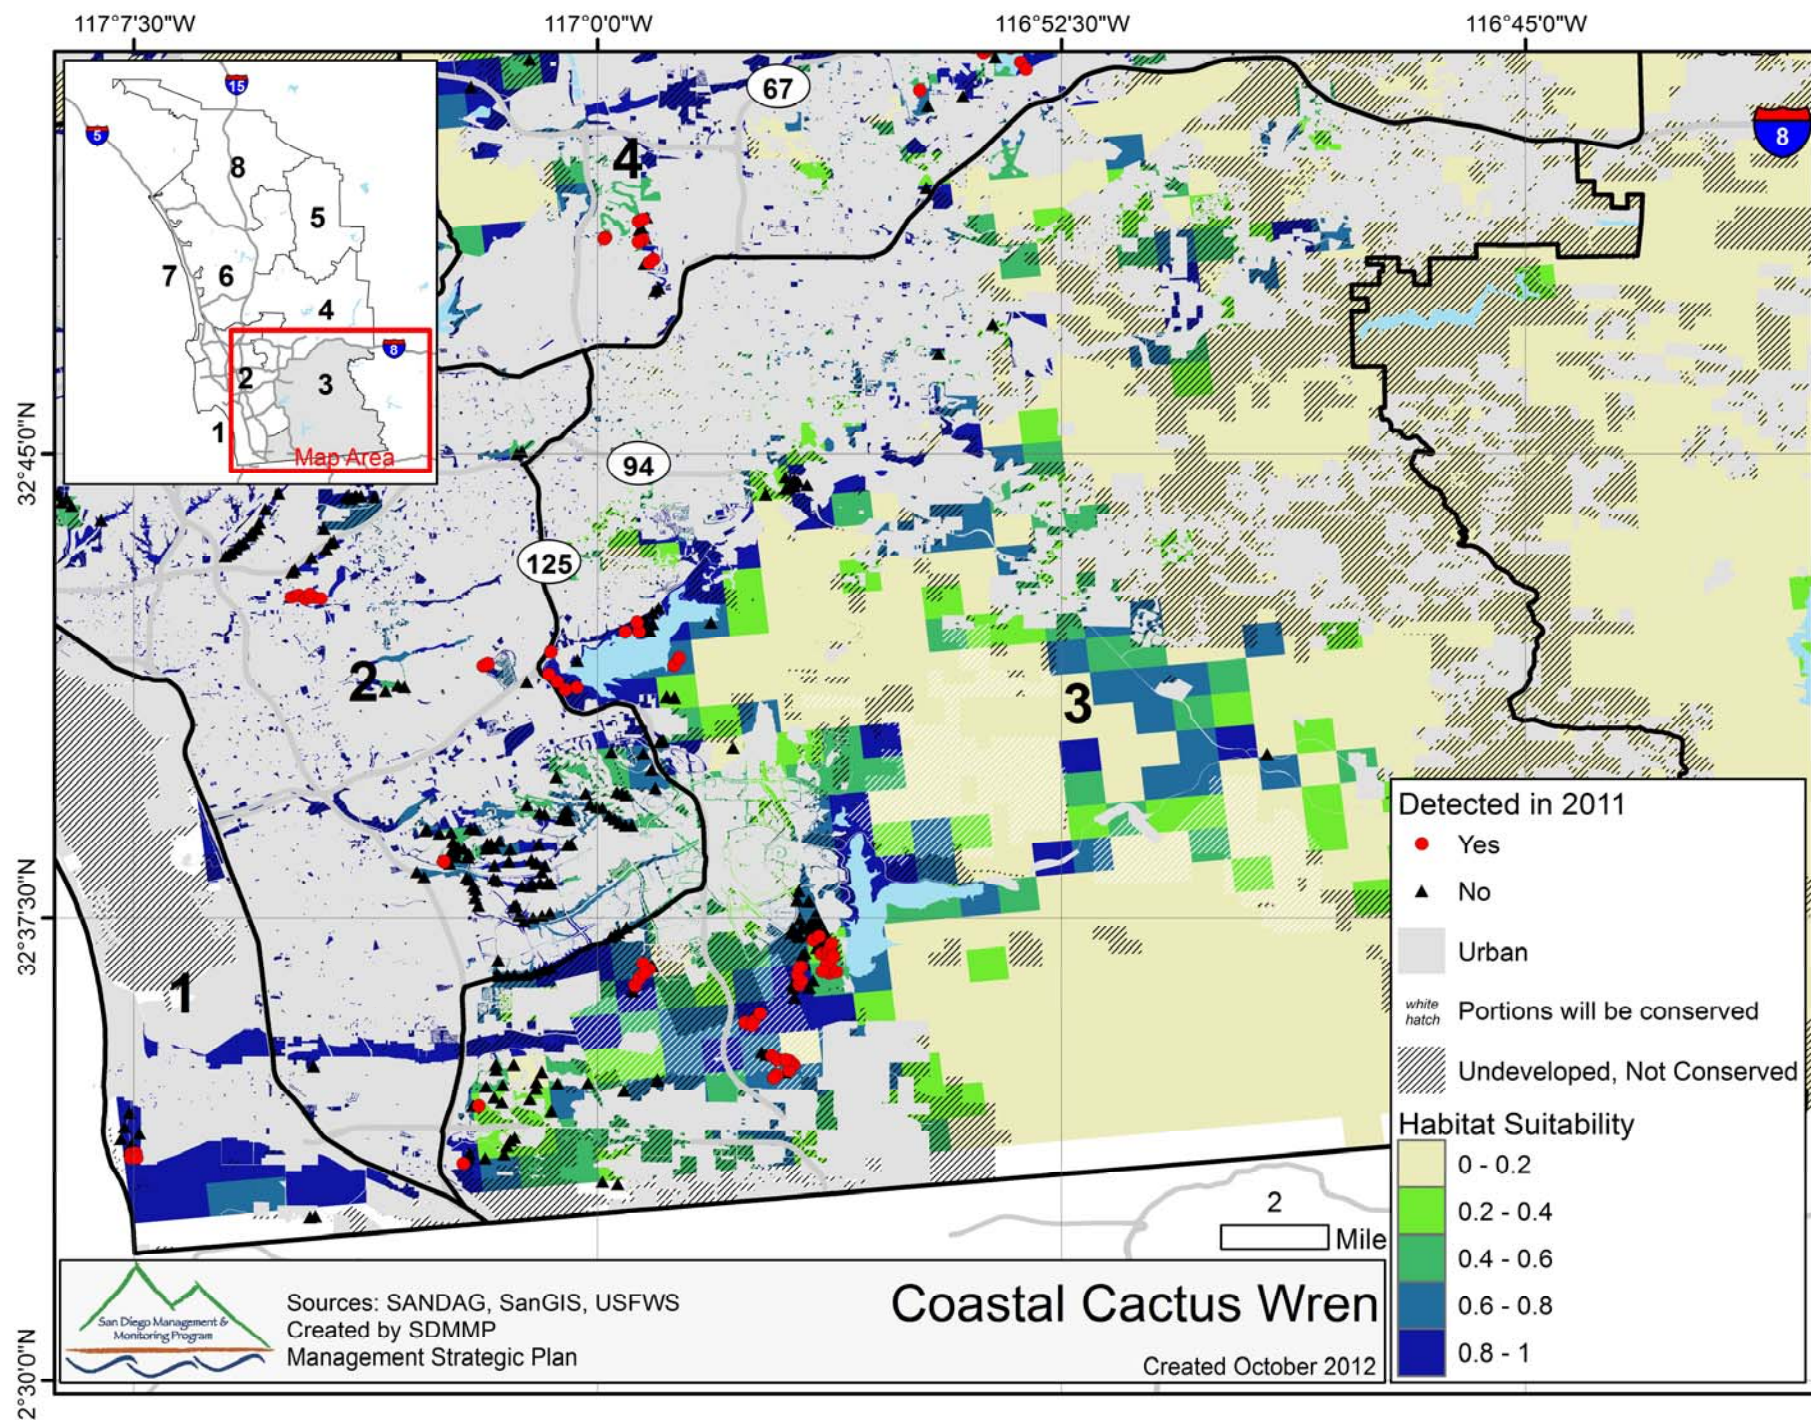 117°7'30"W
117°0'0"W
116°52'30"W
116°45'0"W
32°45'0"N
32°37'30"N
2°30'0"N
15
5
8
5
7
6
4
8
2
3
1
Map Area
67
8
4
94
125
2
3
1
Detected in 2011
Yes
No
Urban
white
hatch
Portions will be conserved
Undeveloped, Not Conserved
Habitat Suitability
0 - 0.2
0.2 - 0.4
0.4 - 0.6
0.6 - 0.8
0.8 - 1
2
Mile
San Diego Management &
Monitoring Program
Sources: SANDAG, SanGIS, USFWS
Created by SDMMP
Management Strategic Plan
Coastal Cactus Wren
Created October 2012